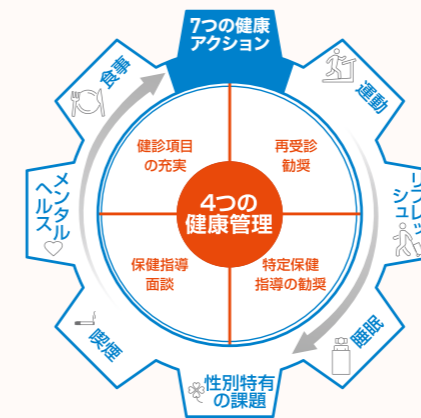 7つの健康
アクション
運動
リフレッ
シュ
睡眠
性別特有
の課題
喫煙
メンタル
ヘルス
食事
健診項目
の充実
再受診
勧奨
4つの
健康管理
保健指導
面談
特定保健
指導の勧奨